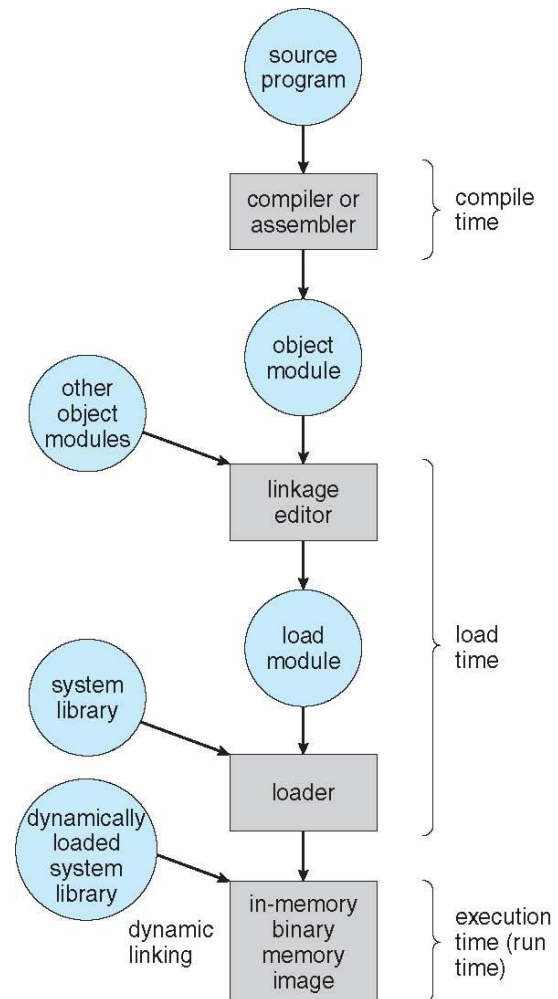 source
program
compiler or
assembler
compile
time
object
module
other
object
modules
linkage
editor
load
module
load
time
system
library
loader
dynamically
loaded
system
library
dynamic
linking
in-memory
binary
memory
image
execution
time (run
time)